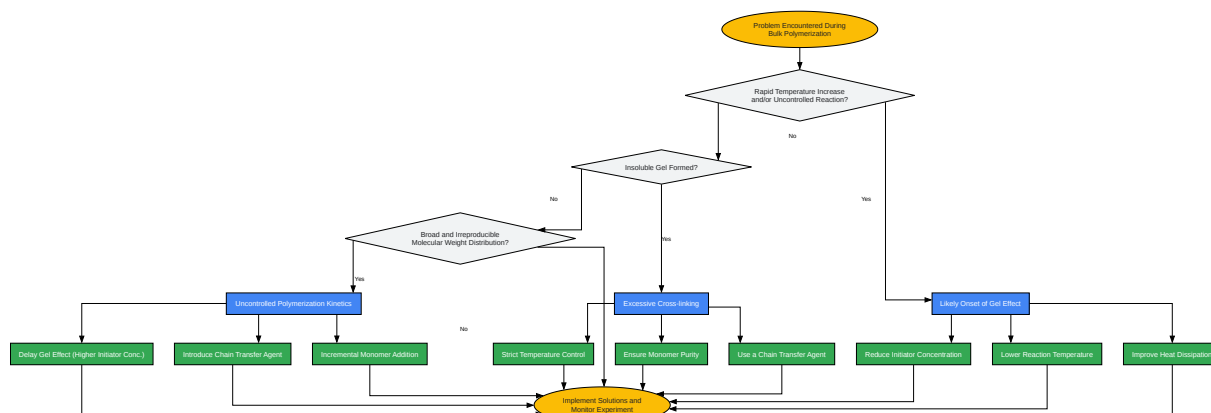 Problem Encountered During
Bulk Polymerization
Rapid Temperature Increase
and/or Uncontrolled Reaction?
No
Insoluble Gel Formed?
No
Yes
Broad and Irreproducible
Molecular Weight Distribution?
Yes
Yes
Uncontrolled Polymerization Kinetics
Excessive Cross-linking
Likely Onset of Gel Effect
No
Delay Gel Effect (Higher Initiator Conc.)
Introduce Chain Transfer Agent
Incremental Monomer Addition
Strict Temperature Control
Ensure Monomer Purity
Use a Chain Transfer Agent
Reduce Initiator Concentration
Lower Reaction Temperature
Improve Heat Dissipation
Implement Solutions and
Monitor Experiment